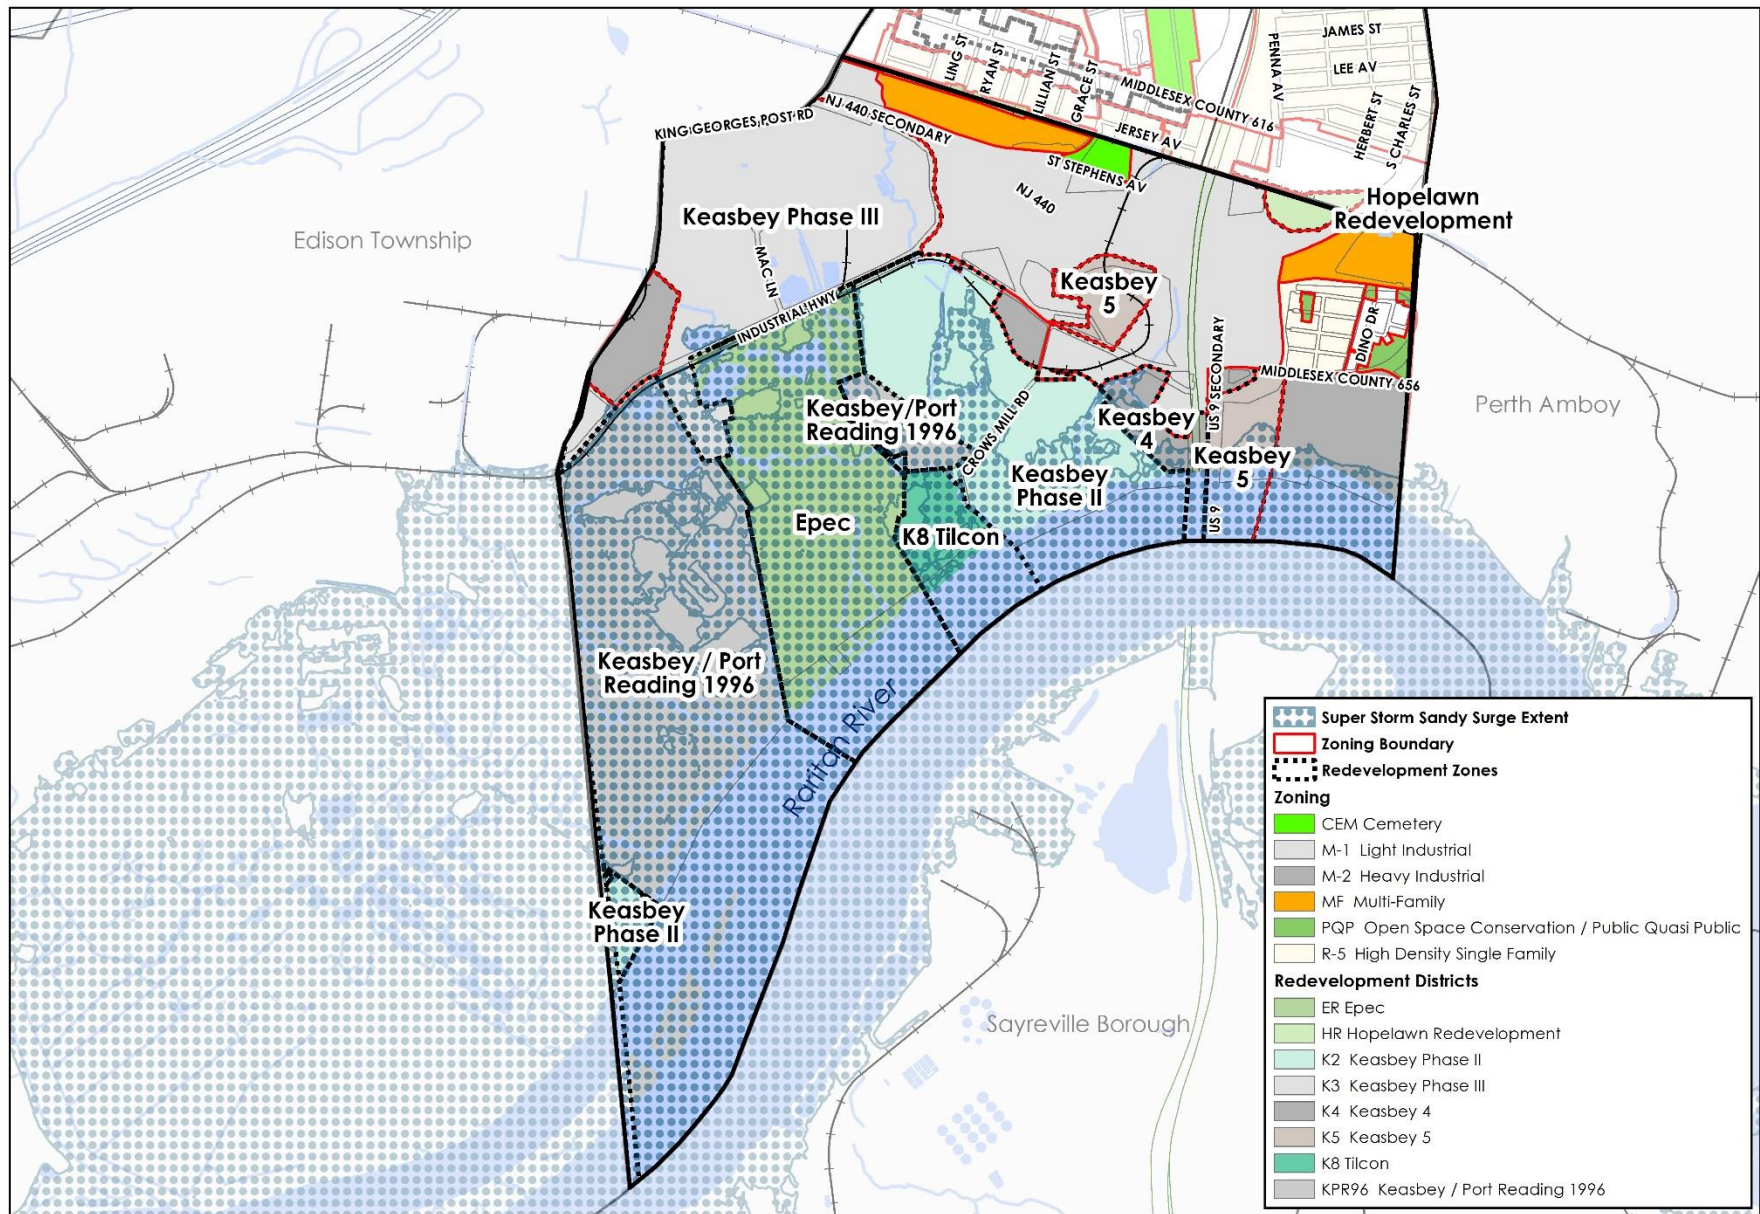 JAMES ST
LEE AV
PENNA AV
HERBERT ST
S CHARLES ST
LING ST
RYAN ST
LILLIAN ST
GRACE ST
MIDDLESEX COUNTY 616
JERSEY AV
NJ 440 SECONDARY
KING GEORGES POST RD
ST STEPHENS AV
NJ 440
Hopelawn
Redevelopment
Keasbey Phase III
Edison Township
MAC LN
INDUSTRIAL HWY
Keasbey
5
US 9 SECONDARY
DINO DR
MIDDLESEX COUNTY 656
Perth Amboy
Keasbey/Port
Reading 1996
CROWS MILL RD
Keasbey
4
Keasbey
5
Keasbey
Phase II
US 9
Epec
K8 Tilcon
Keasbey / Port
Reading 1996
Raritan River
Keasbey
Phase II
Sayreville Borough
Super Storm Sandy Surge Extent
Zoning Boundary
Redevelopment Zones
Zoning
CEM Cemetery
M-1 Light Industrial
M-2 Heavy Industrial
MF Multi-Family
PQP Open Space Conservation / Public Quasi Public
R-5 High Density Single Family
Redevelopment Districts
ER Epec
HR Hopelawn Redevelopment
K2 Keasbey Phase II
K3 Keasbey Phase III
K4 Keasbey 4
K5 Keasbey 5
K8 Tilcon
KPR96 Keasbey / Port Reading 1996